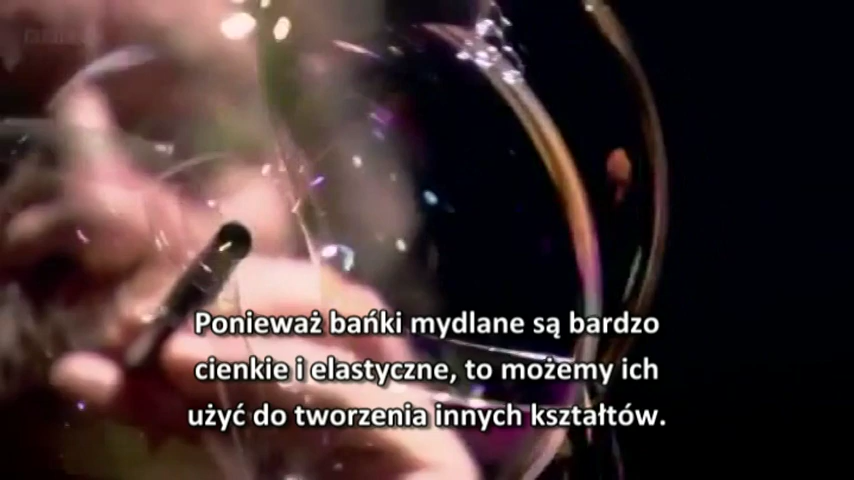 Ponieważ bańki mydlane są bardzo
cienkie i elastyczne, to możemy ich
użyć do tworzenia innych kształtów.